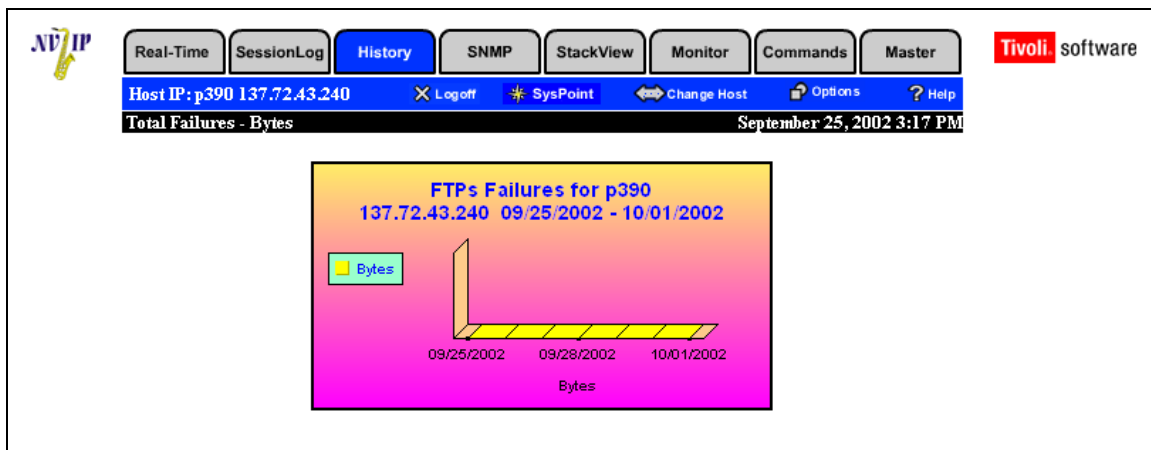 NV IP
Real-Time SessionLog History SNMP StackView Monitor Commands Master
Tivoli. software
Host IP: p390 137.72.43.240 Logoff SysPoint Change Host Options ? Help
Total Failures - Bytes September 25, 2002 3:17 PM
FTPs Failures for p390
137.72.43.240 09/25/2002 - 10/01/2002
Bytes
09/25/2002 09/28/2002 10/01/2002
Bytes